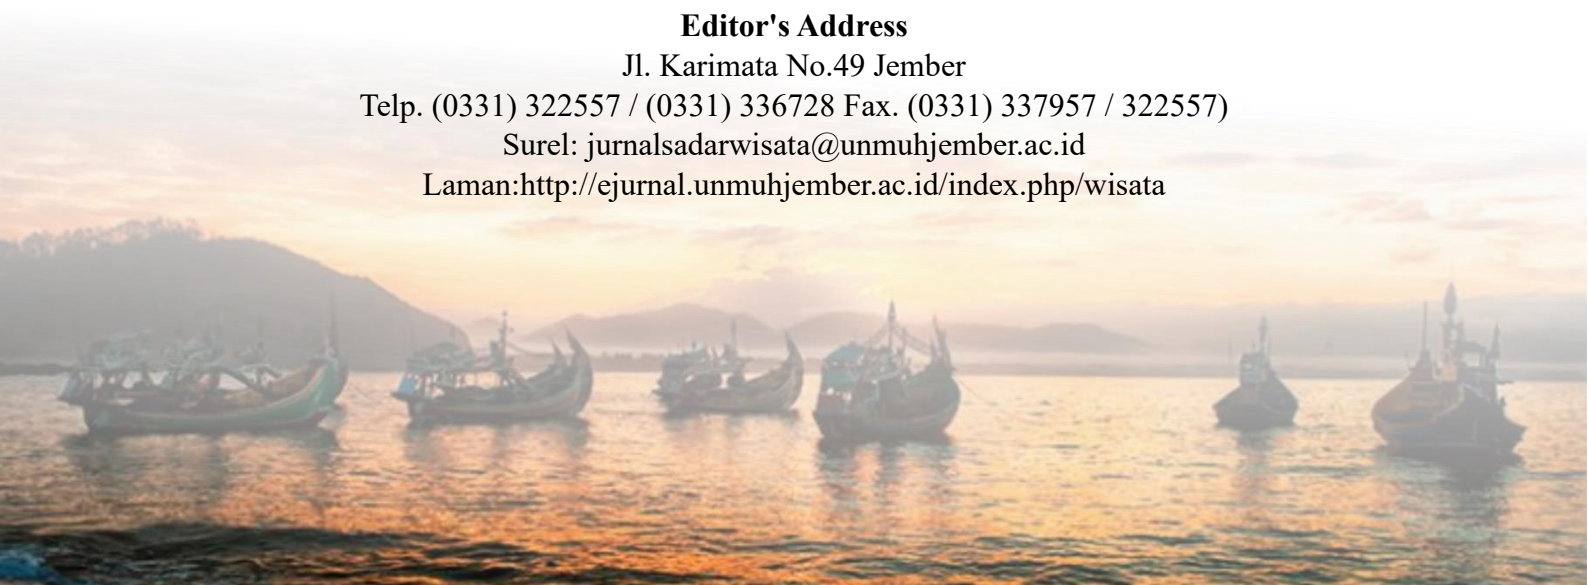 Editor's Address
Jl. Karimata No.49 Jember
Telp. (0331) 322557 / (0331) 336728 Fax. (0331) 337957 / 322557)
Surel: jurnalsadarwisata@unmuhjember.ac.id
Laman:http://ejurnal.unmuhjember.ac.id/index.php/wisata